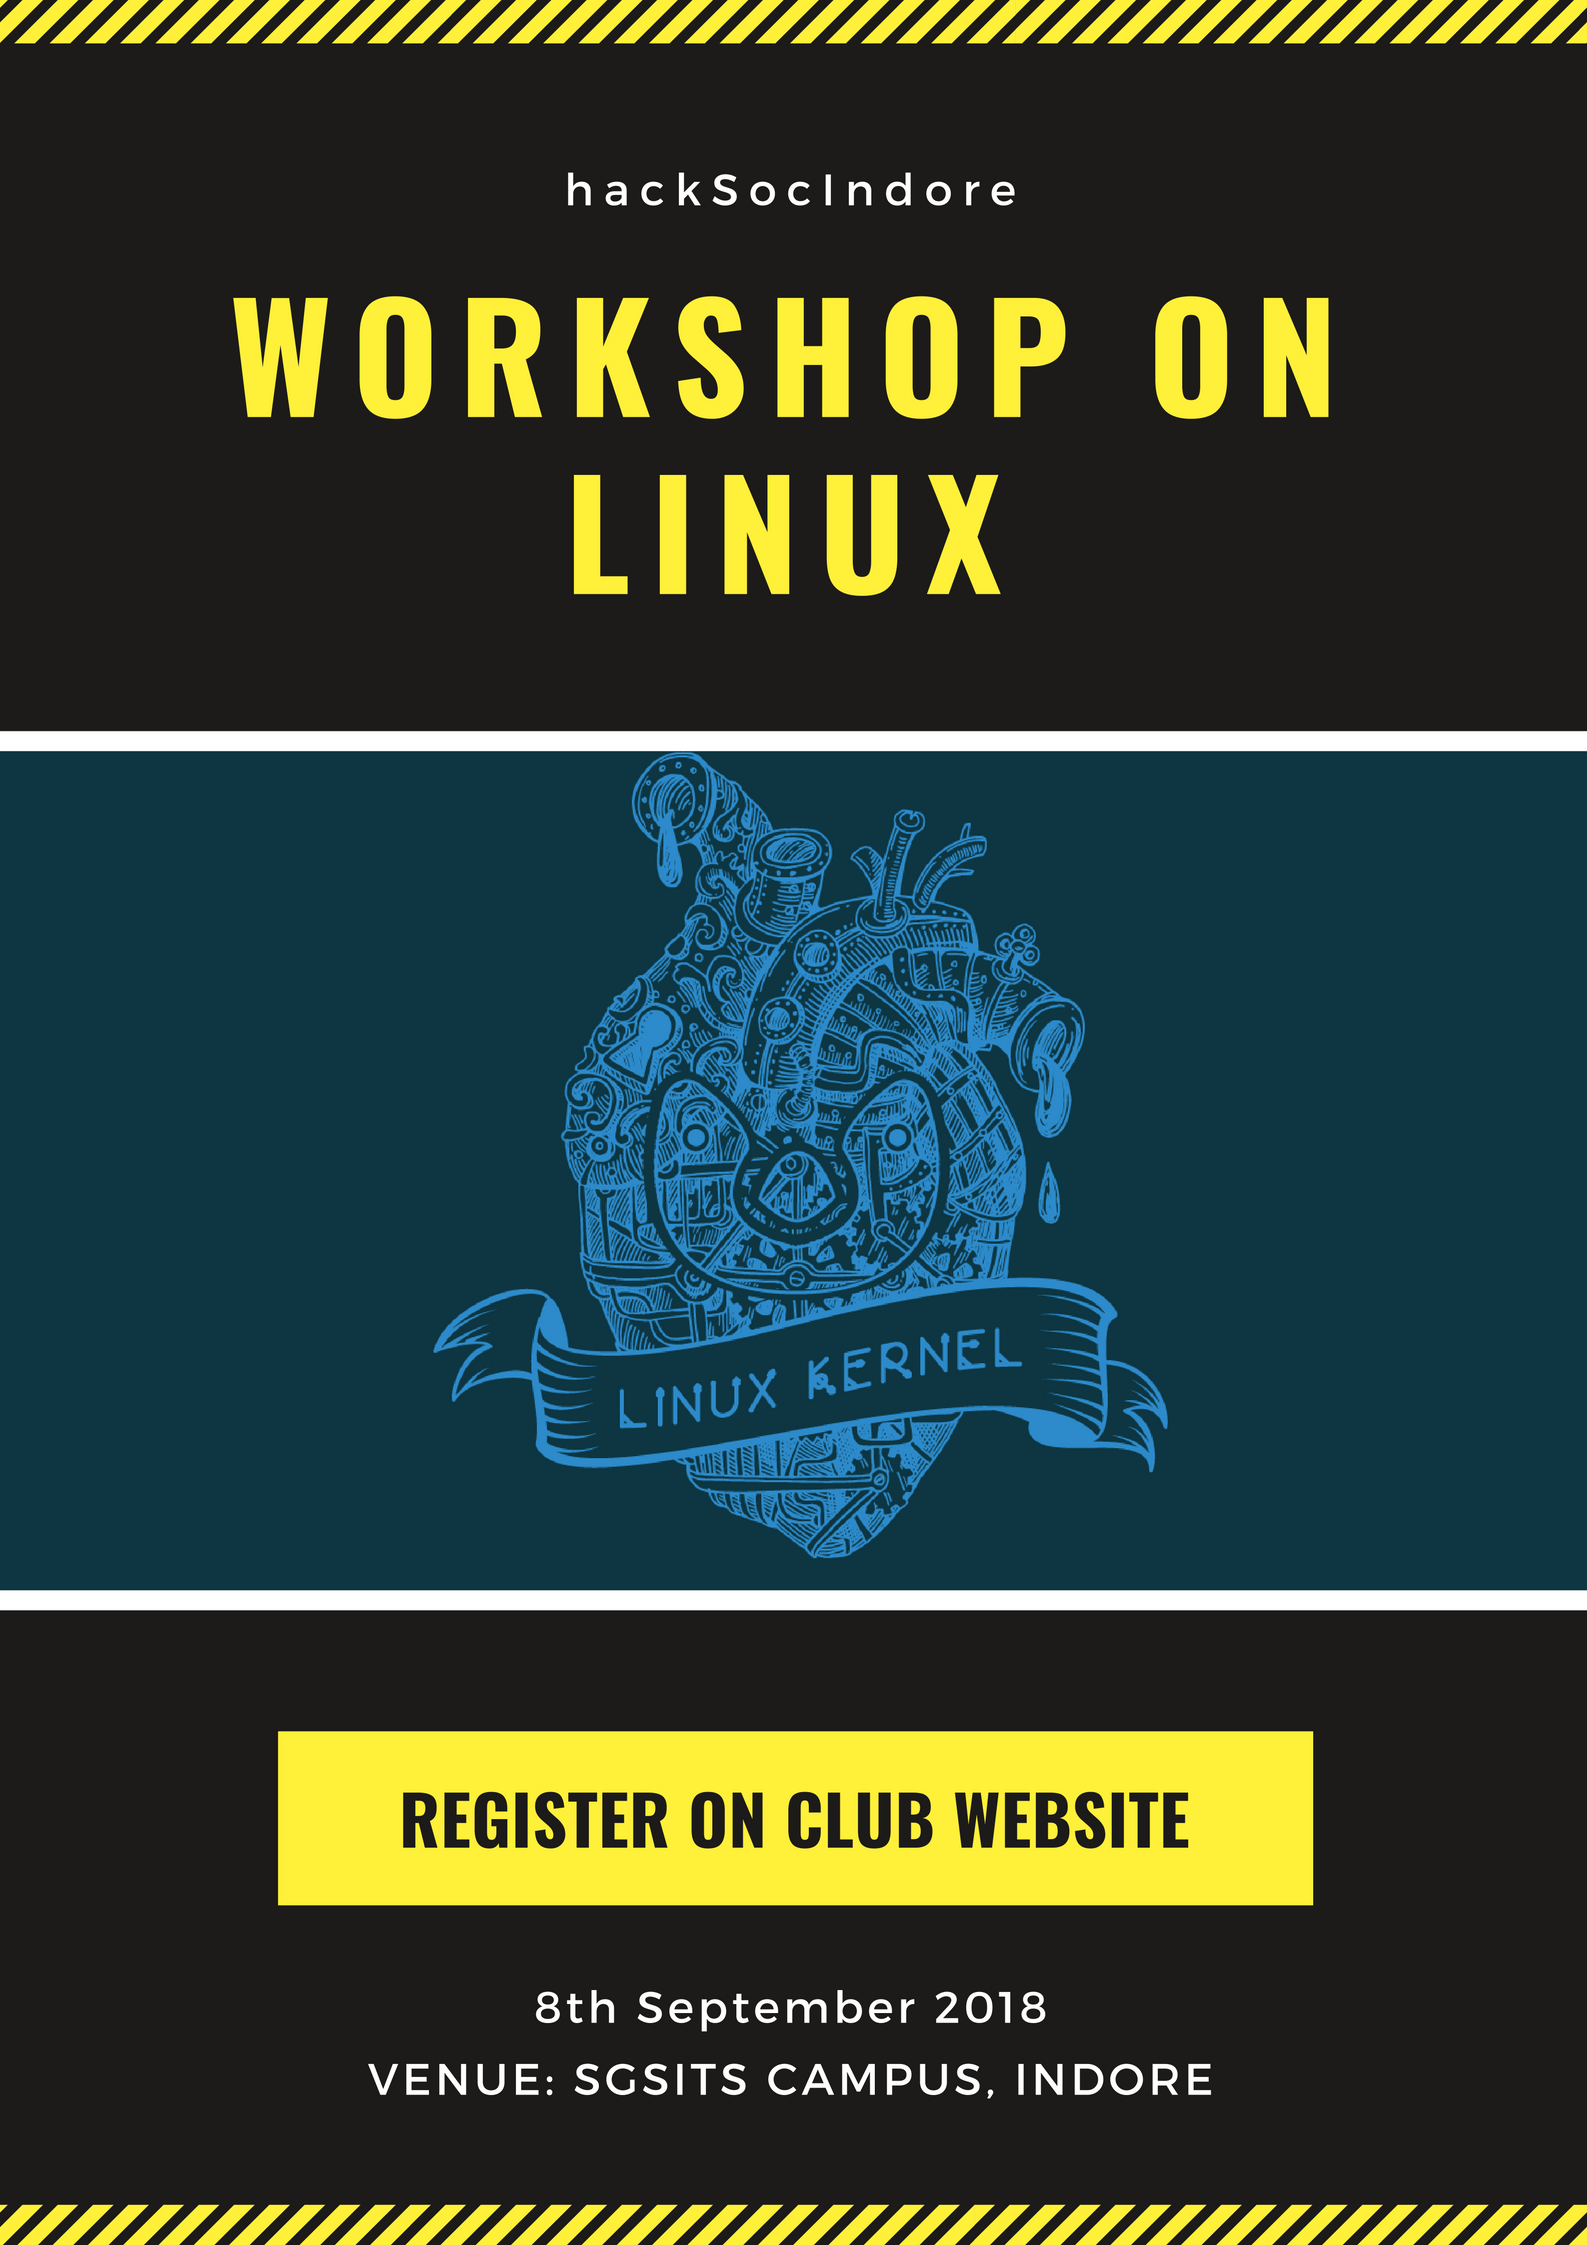 hackSocIndore
WORKSHOP ON
LINUX
LINUX KERNEL
REGISTER ON CLUB WEBSITE
8th September 2018
VENUE: SGSITS CAMPUS, INDORE